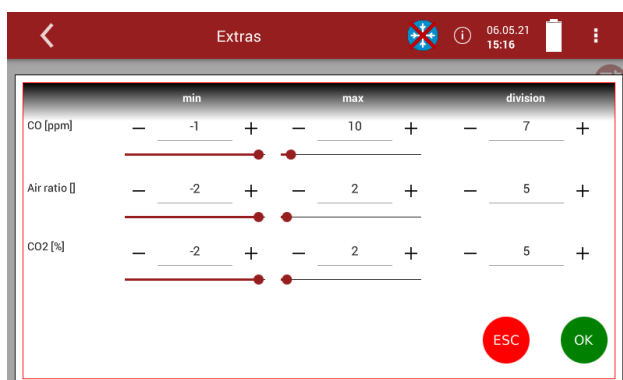 Extras
06.05.21
15:16
min max division
CO [ppm] — -1 + — 10 + — 7 +
Air ratio [] — -2 + — 2 + — 5 +
CO2 [%] — -2 + — 2 + — 5 +
ESC OK